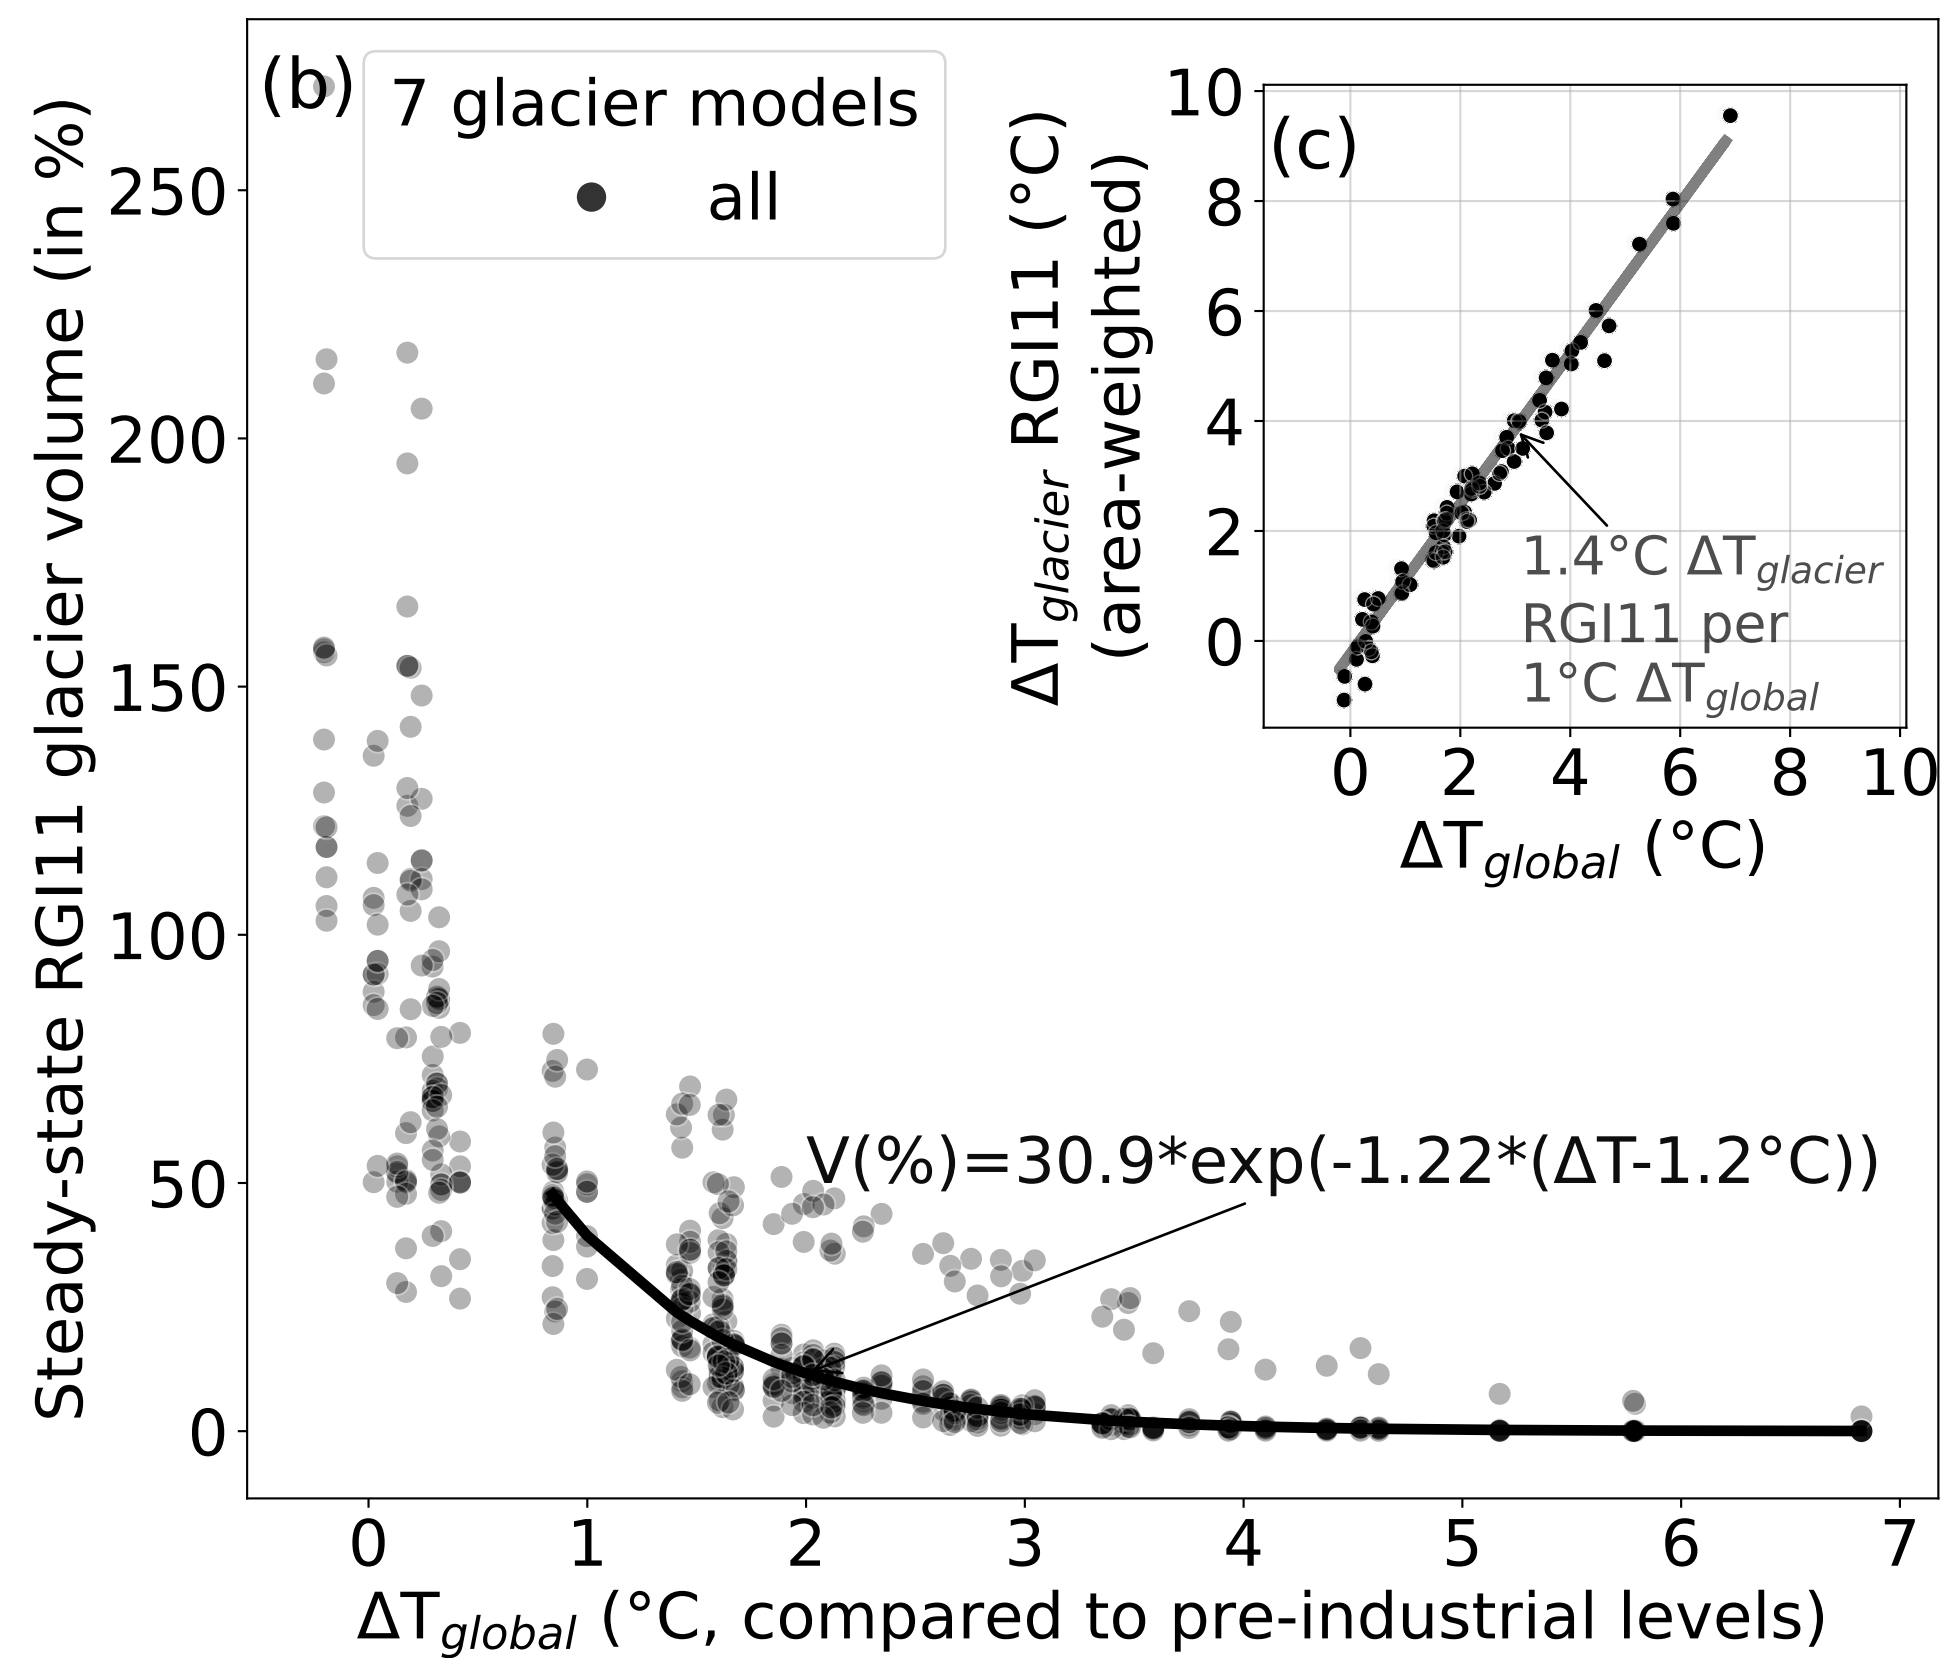 (b)
7 glacier models
all
Steady-state RGI11 glacier volume (in %)
250
200
150
100
50
0
0 1 2 3 4 5 6 7
ΔTglobal (°C, compared to pre-industrial levels)
V(%)=30.9*exp(-1.22*(ΔT-1.2°C))
(c)
ΔTglacier RGI11 (°C)
(area-weighted)
10
8
6
4
2
0
0 2 4 6 8 10
ΔTglobal (°C)
1.4°C ΔTglacier
RGI11 per
1°C ΔTglobal